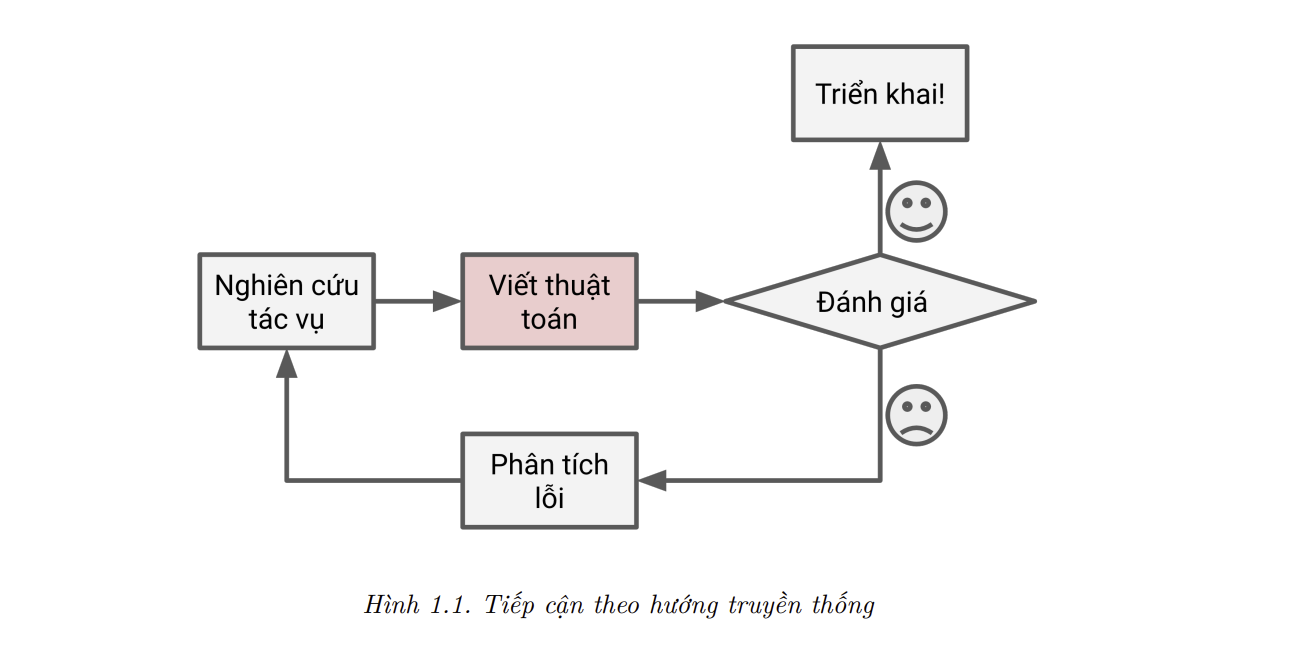 Triển khai!
Nghiên cứu
tác vụ
Viết thuật
toán
Đánh giá
Phân tích
lỗi
Hình 1.1. Tiếp cận theo hướng truyền thống